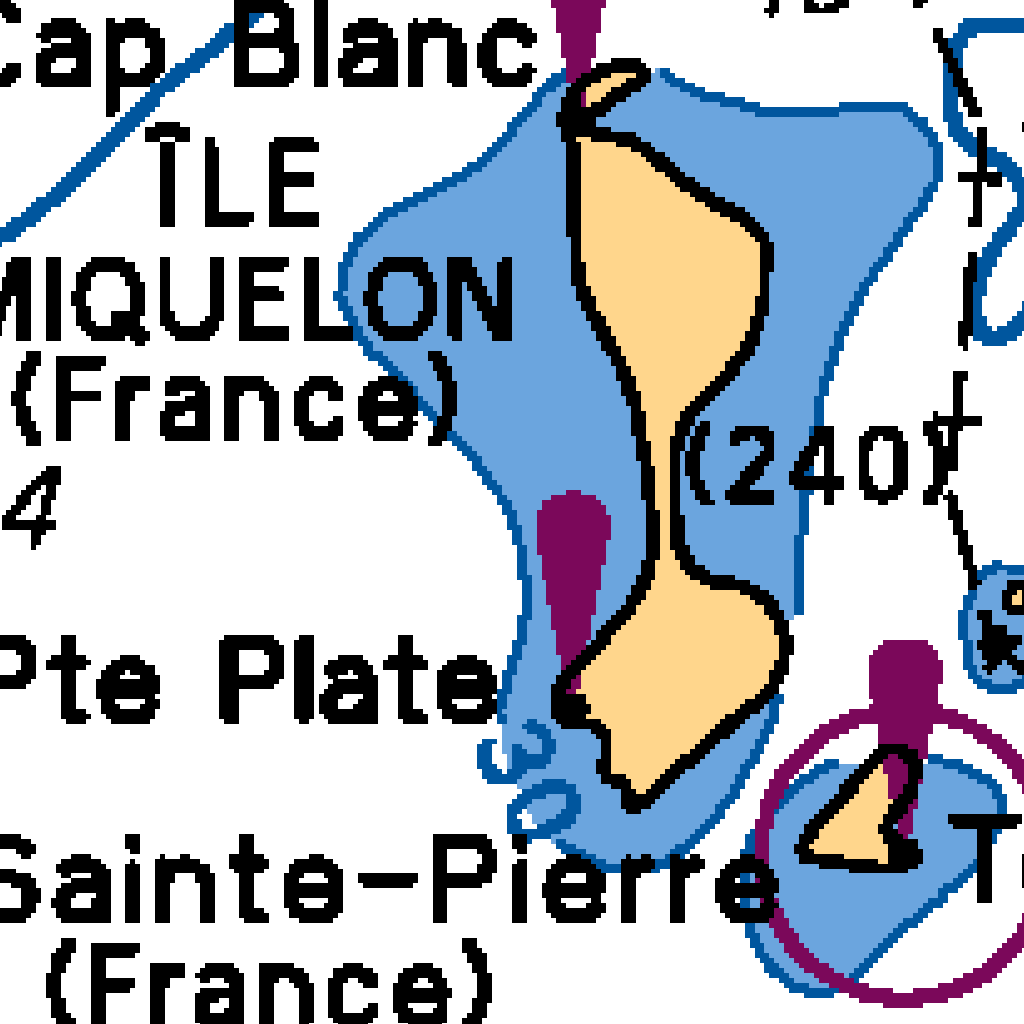 Cap Blanc
ÎLE
MIQUELON
(France)
(240)
4
Pte Plate
Sainte-Pierre
(France)